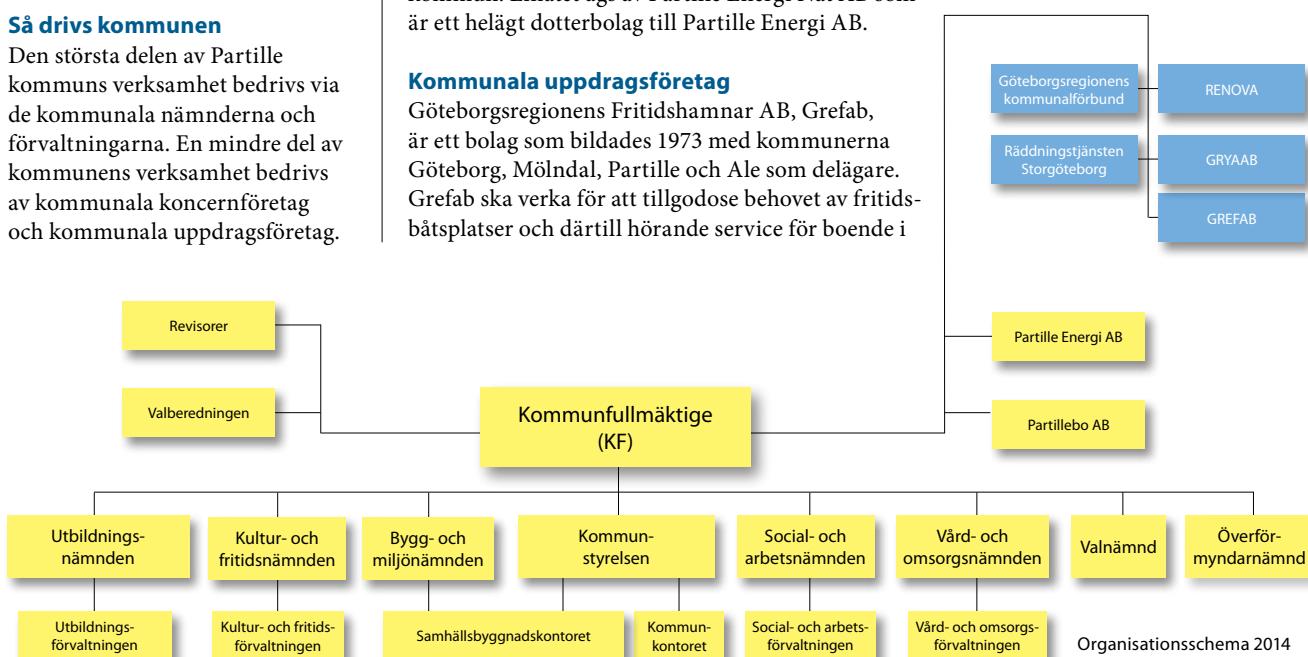 Så drivs kommunen
Den största delen av Partille
kommuns verksamhet bedrivs via
de kommunala nämnderna och
förvaltningarna. En mindre del av
kommunens verksamhet bedrivs
av kommunala koncernföretag
och kommunala uppdragsföretag.
är ett helägt dotterbolag till Partille Energi AB.
Kommunala uppdragsföretag
Göteborgsregionens Fritidshamnar AB, Grefab,
är ett bolag som bildades 1973 med kommunerna
Göteborg, Mölndal, Partille och Ale som delägare.
Grefab ska verka för att tillgodose behovet av fritids-
båtsplatser och därtill hörande service för boende i
Göteborgsregionens
kommunalförbund
RENOVA
Räddningstjänsten
Storgöteborg
GRYAAB
GREFAB
Revisorer
Valberedningen
Kommunfullmäktige
(KF)
Partille Energi AB
Partillebo AB
Utbildnings-
nämnden
Kultur- och
fritidsnämnden
Bygg- och
miljönämnden
Kommun-
styrelsen
Social- och
arbetsnämnden
Vård- och
omsorgsnämnden
Valnämnd
Överför-
myndarnämnd
Utbildnings-
förvaltningen
Kultur- och fritids-
förvaltningen
Samhällsbyggnadskontoret
Kommun-
kontoret
Social- och arbets-
förvaltningen
Vård- och omsorgs-
förvaltningen
Organisationsschema 2014